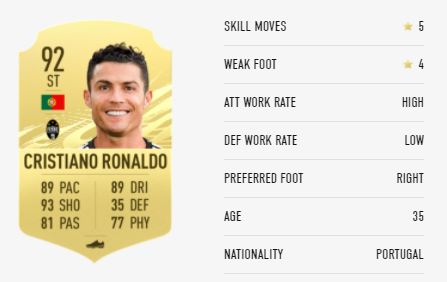 92
ST
CRISTIANO RONALDO
89 PAC 89 DRI
93 SHO 35 DEF
81 PAS 77 PHY
SKILL MOVES 5
WEAK FOOT 4
ATT WORK RATE HIGH
DEF WORK RATE LOW
PREFERRED FOOT RIGHT
AGE 35
NATIONALITY PORTUGAL